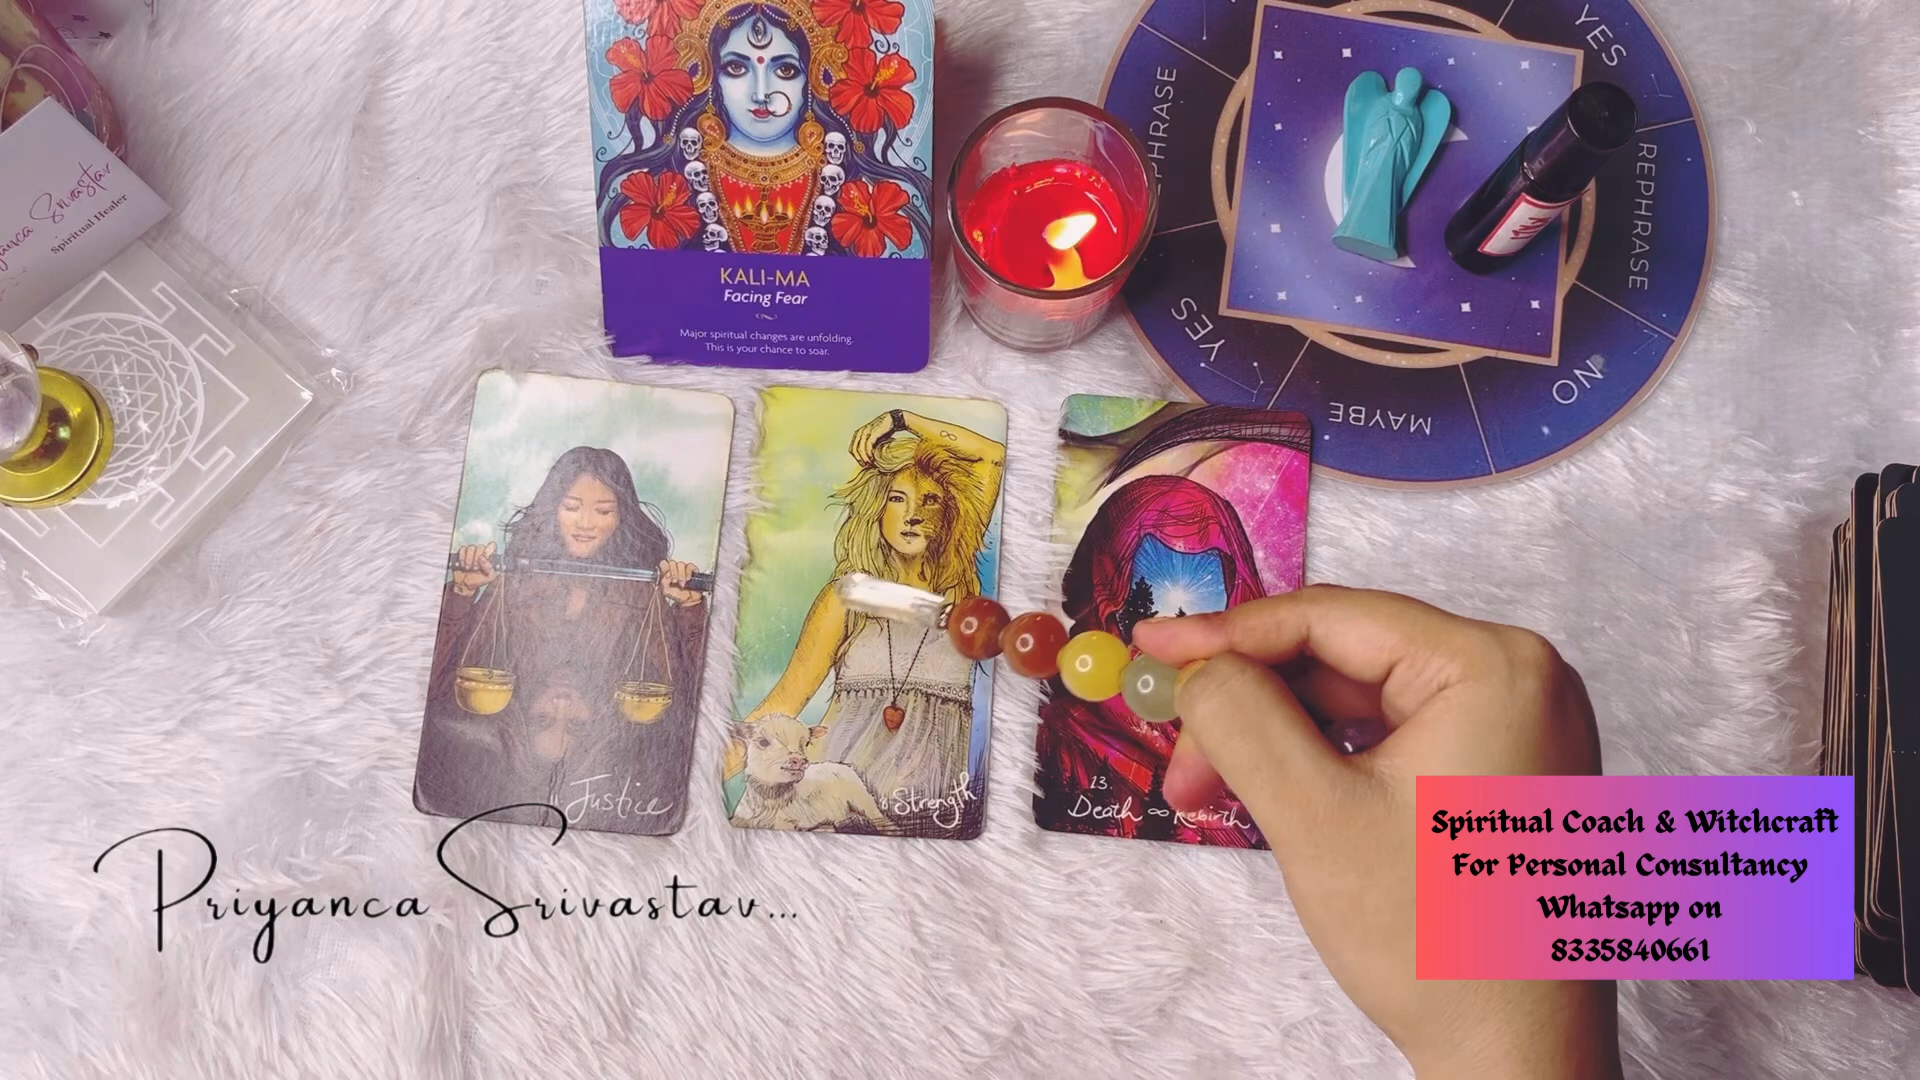 KALI-MA
Facing Fear
Major spiritual changes are unfolding.
This is your chance to soar.
YES
REPHRASE
NO
MAYBE
YES
REPHRASE
Srivastav
Spiritual Healer
Justice
Strength
13.
Death ∞ Rebirth
Priyanca Srivastav...
Spiritual Coach & Witchcraft
For Personal Consultancy
Whatsapp on
8335840661